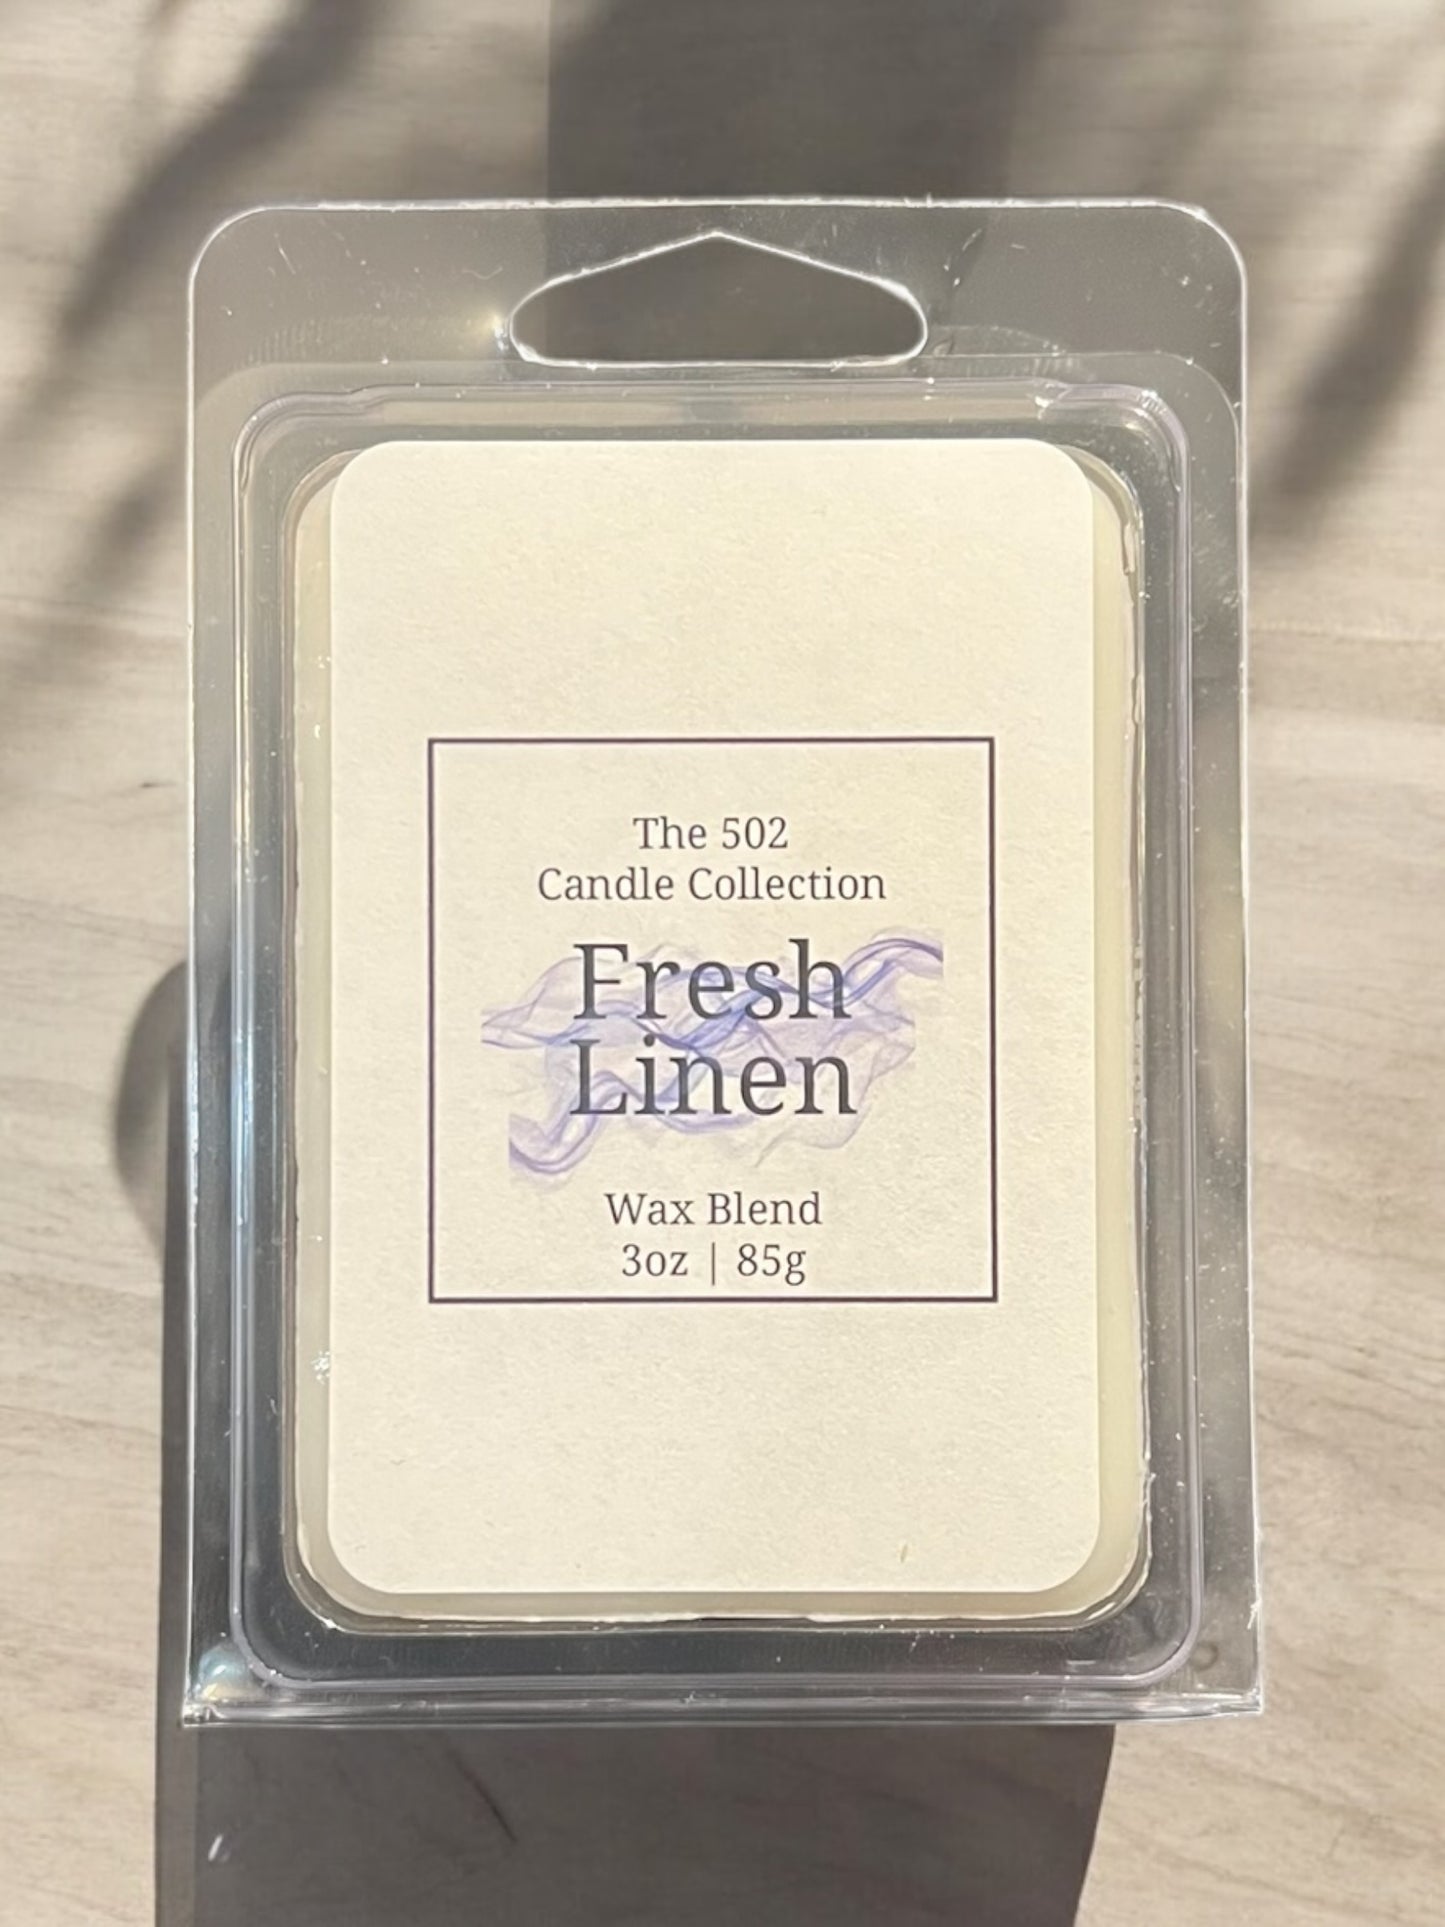 The 502
Candle Collection
Fresh
Linen
Wax Blend
3oz | 85g